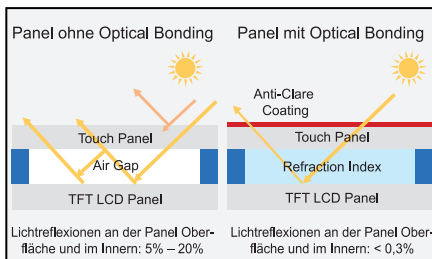 Panel ohne Optical Bonding
Touch Panel
Air Gap
TFT LCD Panel
Lichtreflexionen an der Panel Ober-
fläche und im Innern: 5% – 20%
Panel mit Optical Bonding
Anti-Clare
Coating
Touch Panel
Refraction Index
TFT LCD Panel
Lichtreflexionen an der Panel Ober-
fläche und im Innern: < 0,3%